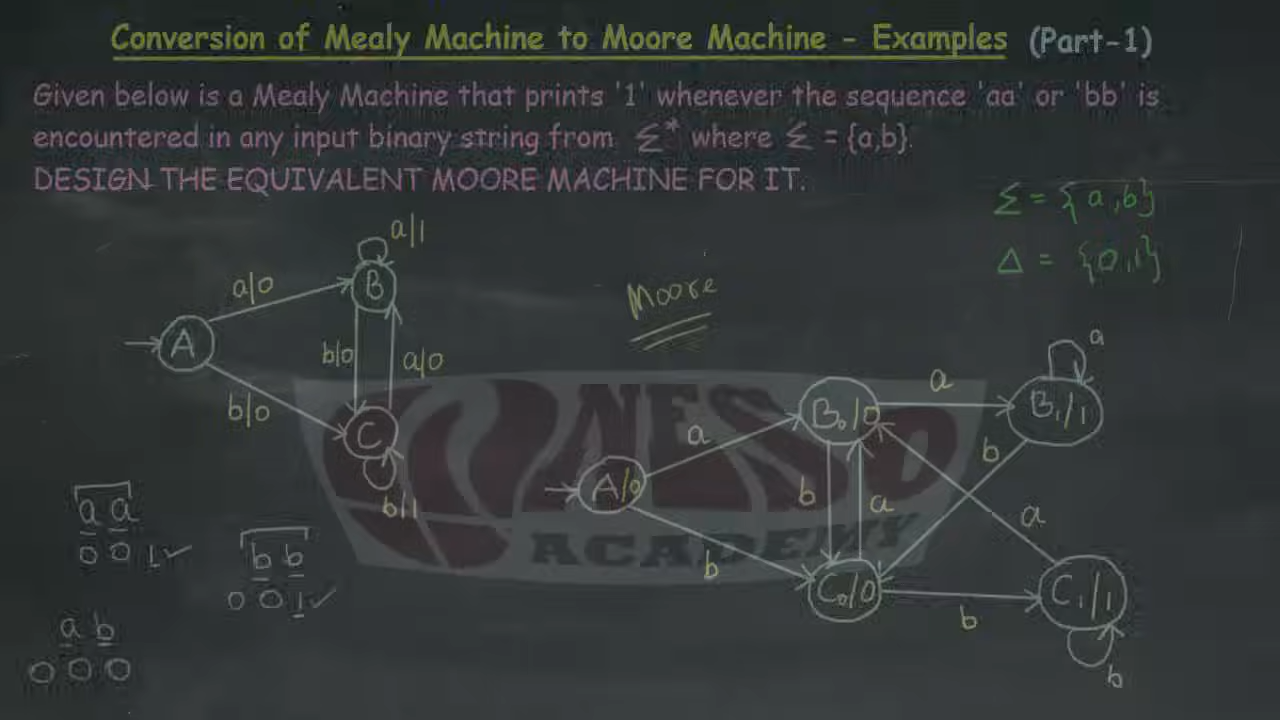 Conversion of Mealy Machine to Moore Machine - Examples (Part-1)
Given below is a Mealy Machine that prints '1' whenever the sequence 'aa' or 'bb' is
encountered in any input binary string from Σ* where Σ = {a,b}.
DESIGN THE EQUIVALENT MOORE MACHINE FOR IT.
Σ = {a,b}
Δ = {0,1}
a/1
a/0
B
A
b/0
a/0
b/0
C
b/1
Moore
a
B₀/0
a
B₁/1
a
A/0
b
a
b
a
b
C₀/0
b
C₁/1
b
NESO
ACADEMY
a a
0 0 1 ✓
b b
0 0 1 ✓
a b
0 0 0